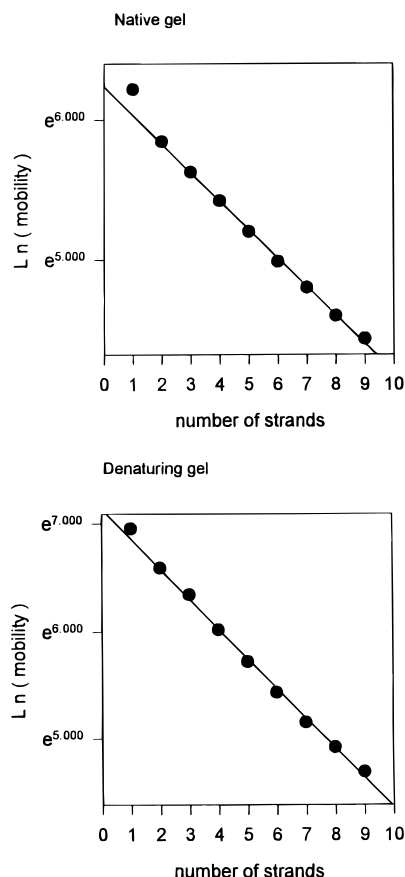 Native gel
e6.000
e5.000
Ln ( mobility )
0 1 2 3 4 5 6 7 8 9 10
number of strands
Denaturing gel
e7.000
e6.000
e5.000
Ln ( mobility )
0 1 2 3 4 5 6 7 8 9 10
number of strands